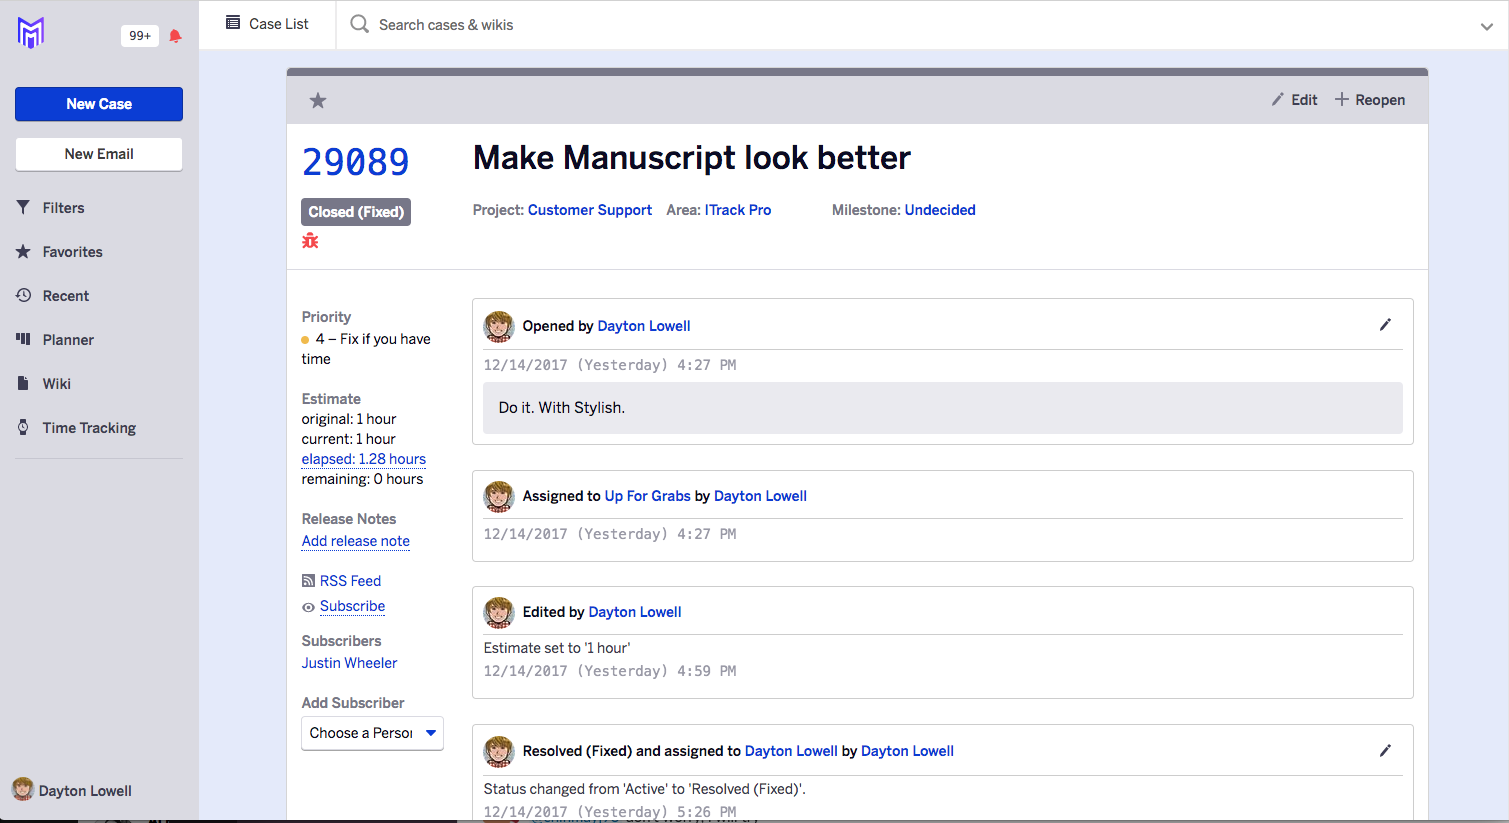 99+
Case List
Search cases & wikis
New Case
New Email
Filters
Favorites
Recent
Planner
Wiki
Time Tracking
Dayton Lowell
Edit
Reopen
29089
Make Manuscript look better
Closed (Fixed)
Project: Customer Support Area: ITrack Pro Milestone: Undecided
Priority
4 – Fix if you have
time
Estimate
original: 1 hour
current: 1 hour
elapsed: 1.28 hours
remaining: 0 hours
Release Notes
Add release note
RSS Feed
Subscribe
Subscribers
Justin Wheeler
Add Subscriber
Choose a Person
Opened by Dayton Lowell
12/14/2017 (Yesterday) 4:27 PM
Do it. With Stylish.
Assigned to Up For Grabs by Dayton Lowell
12/14/2017 (Yesterday) 4:27 PM
Edited by Dayton Lowell
Estimate set to '1 hour'
12/14/2017 (Yesterday) 4:59 PM
Resolved (Fixed) and assigned to Dayton Lowell by Dayton Lowell
Status changed from 'Active' to 'Resolved (Fixed)'.
12/14/2017 (Yesterday) 5:26 PM